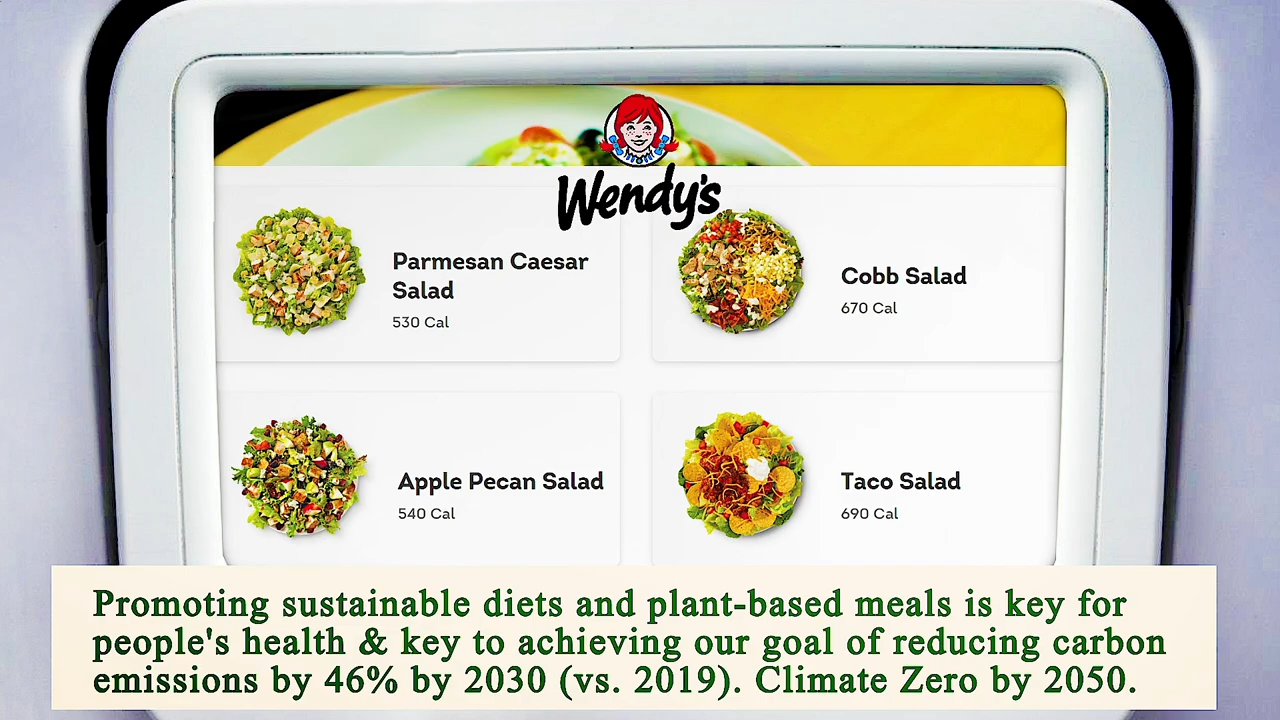 Wendy's
Parmesan Caesar
Salad
530 Cal
Cobb Salad
670 Cal
Apple Pecan Salad
540 Cal
Taco Salad
690 Cal
Promoting sustainable diets and plant-based meals is key for
people's health & key to achieving our goal of reducing carbon
emissions by 46% by 2030 (vs. 2019). Climate Zero by 2050.